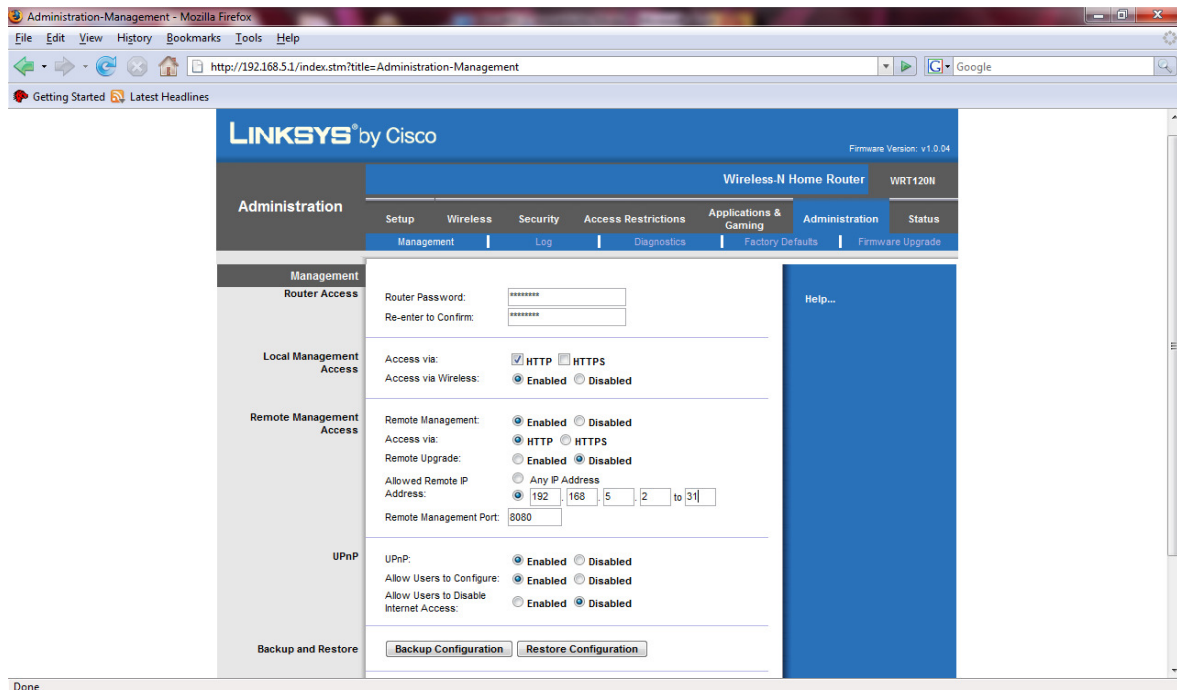 Administration-Management - Mozilla Firefox
File Edit View History Bookmarks Tools Help
http://192.168.5.1/index.stm?title=Administration-Management
G Google
Getting Started Latest Headlines
LINKSYS® by Cisco
Firmware Version: v1.0.04
Wireless-N Home Router WRT120N
Administration
Setup Wireless Security Access Restrictions Applications & Gaming Administration Status
Management Log Diagnostics Factory Defaults Firmware Upgrade
Management
Router Access
Router Password: ********
Re-enter to Confirm: ********
Help...
Local Management Access
Access via: HTTP HTTPS
Access via Wireless: Enabled Disabled
Remote Management Access
Remote Management: Enabled Disabled
Access via: HTTP HTTPS
Remote Upgrade: Enabled Disabled
Allowed Remote IP Address: Any IP Address
192 . 168 . 5 . 2 to 31
Remote Management Port: 8080
UPnP
UPnP: Enabled Disabled
Allow Users to Configure: Enabled Disabled
Allow Users to Disable Internet Access: Enabled Disabled
Backup and Restore
Backup Configuration Restore Configuration
Done